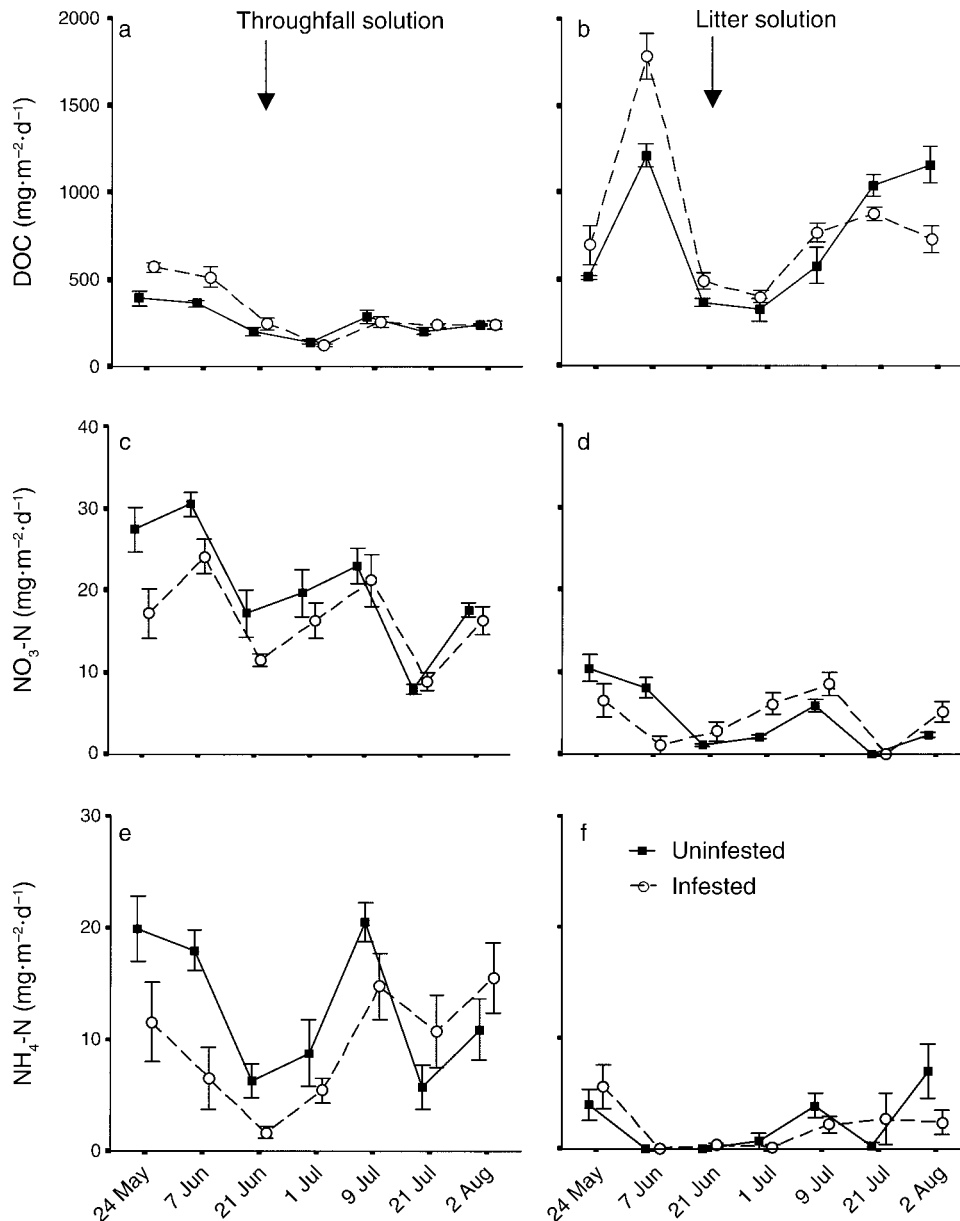 Throughfall solution
Litter solution
a
b
2000
1500
1000
500
0
DOC (mg·m⁻²·d⁻¹)
c
d
40
30
20
10
0
NO₃-N (mg·m⁻²·d⁻¹)
e
f
30
20
10
0
NH₄-N (mg·m⁻²·d⁻¹)
Uninfested
Infested
24 May
7 Jun
21 Jun
1 Jul
9 Jul
21 Jul
2 Aug
24 May
7 Jun
21 Jun
1 Jul
9 Jul
21 Jul
2 Aug